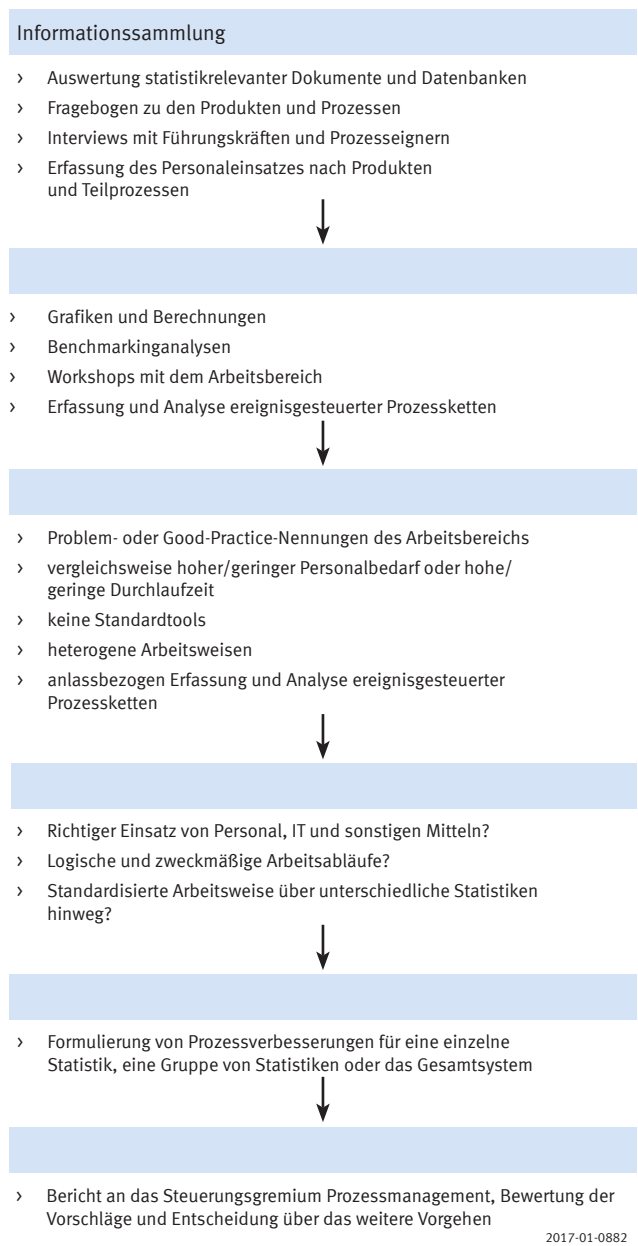 Informationssammlung
› Auswertung statistikrelevanter Dokumente und Datenbanken
› Fragebogen zu den Produkten und Prozessen
› Interviews mit Führungskräften und Prozesseignern
› Erfassung des Personaleinsatzes nach Produkten
und Teilprozessen
› Grafiken und Berechnungen
› Benchmarkinganalysen
› Workshops mit dem Arbeitsbereich
› Erfassung und Analyse ereignisgesteuerter Prozessketten
› Problem- oder Good-Practice-Nennungen des Arbeitsbereichs
› vergleichsweise hoher/geringer Personalbedarf oder hohe/
geringe Durchlaufzeit
› keine Standardtools
› heterogene Arbeitsweisen
› anlassbezogen Erfassung und Analyse ereignisgesteuerter
Prozessketten
› Richtiger Einsatz von Personal, IT und sonstigen Mitteln?
› Logische und zweckmäßige Arbeitsabläufe?
› Standardisierte Arbeitsweise über unterschiedliche Statistiken
hinweg?
› Formulierung von Prozessverbesserungen für eine einzelne
Statistik, eine Gruppe von Statistiken oder das Gesamtsystem
› Bericht an das Steuerungsgremium Prozessmanagement, Bewertung der
Vorschläge und Entscheidung über das weitere Vorgehen
2017-01-0882